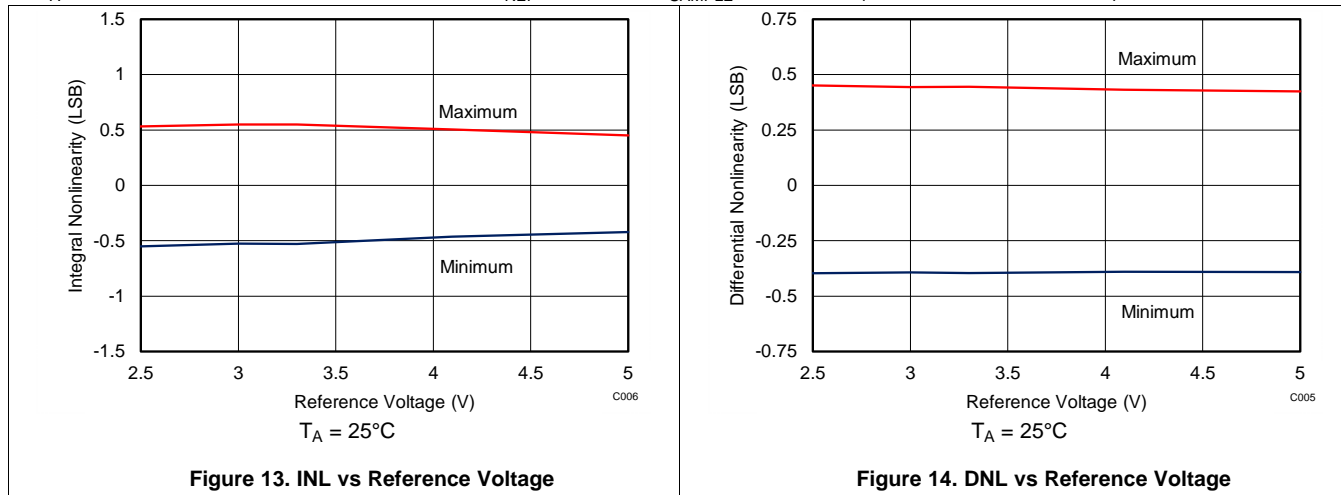 1.5
1
0.5
0
-0.5
-1
-1.5
Integral Nonlinearity (LSB)
Maximum
Minimum
2.5 3 3.5 4 4.5 5
Reference Voltage (V)
C006
TA = 25°C
Figure 13. INL vs Reference Voltage
0.75
0.5
0.25
0
-0.25
-0.5
-0.75
Differential Nonlinearity (LSB)
Maximum
Minimum
2.5 3 3.5 4 4.5 5
Reference Voltage (V)
C005
TA = 25°C
Figure 14. DNL vs Reference Voltage